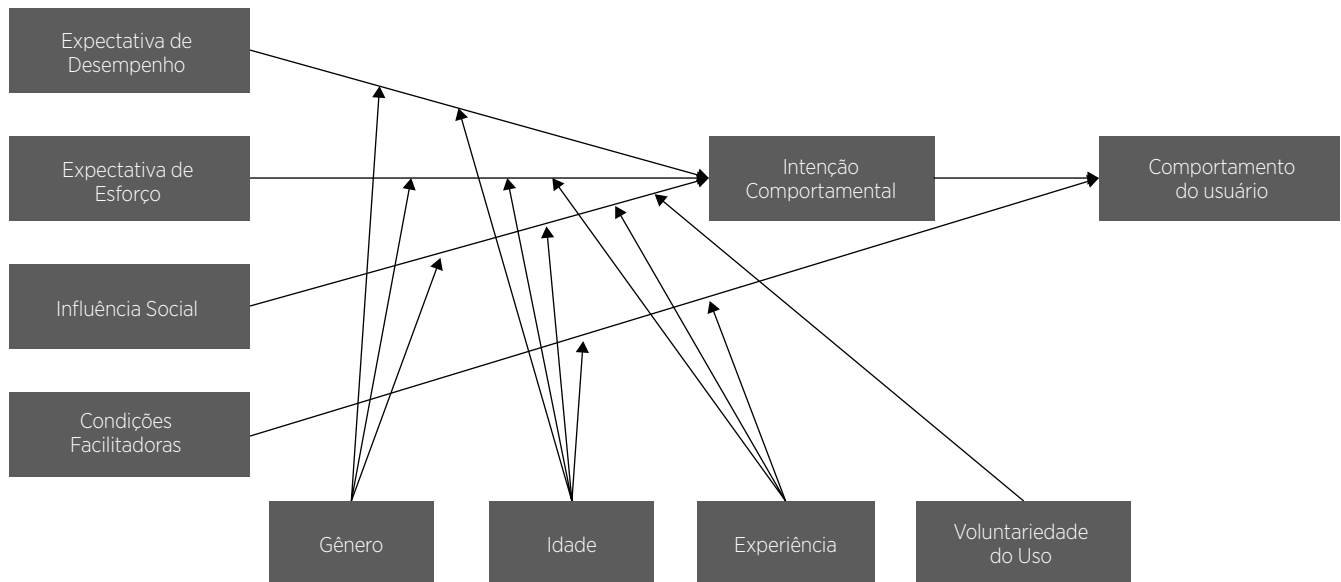 Expectativa de
Desempenho
Expectativa de
Esforço
Intenção
Comportamental
Comportamento
do usuário
Influência Social
Condições
Facilitadoras
Gênero
Idade
Experiência
Voluntariedade
do Uso